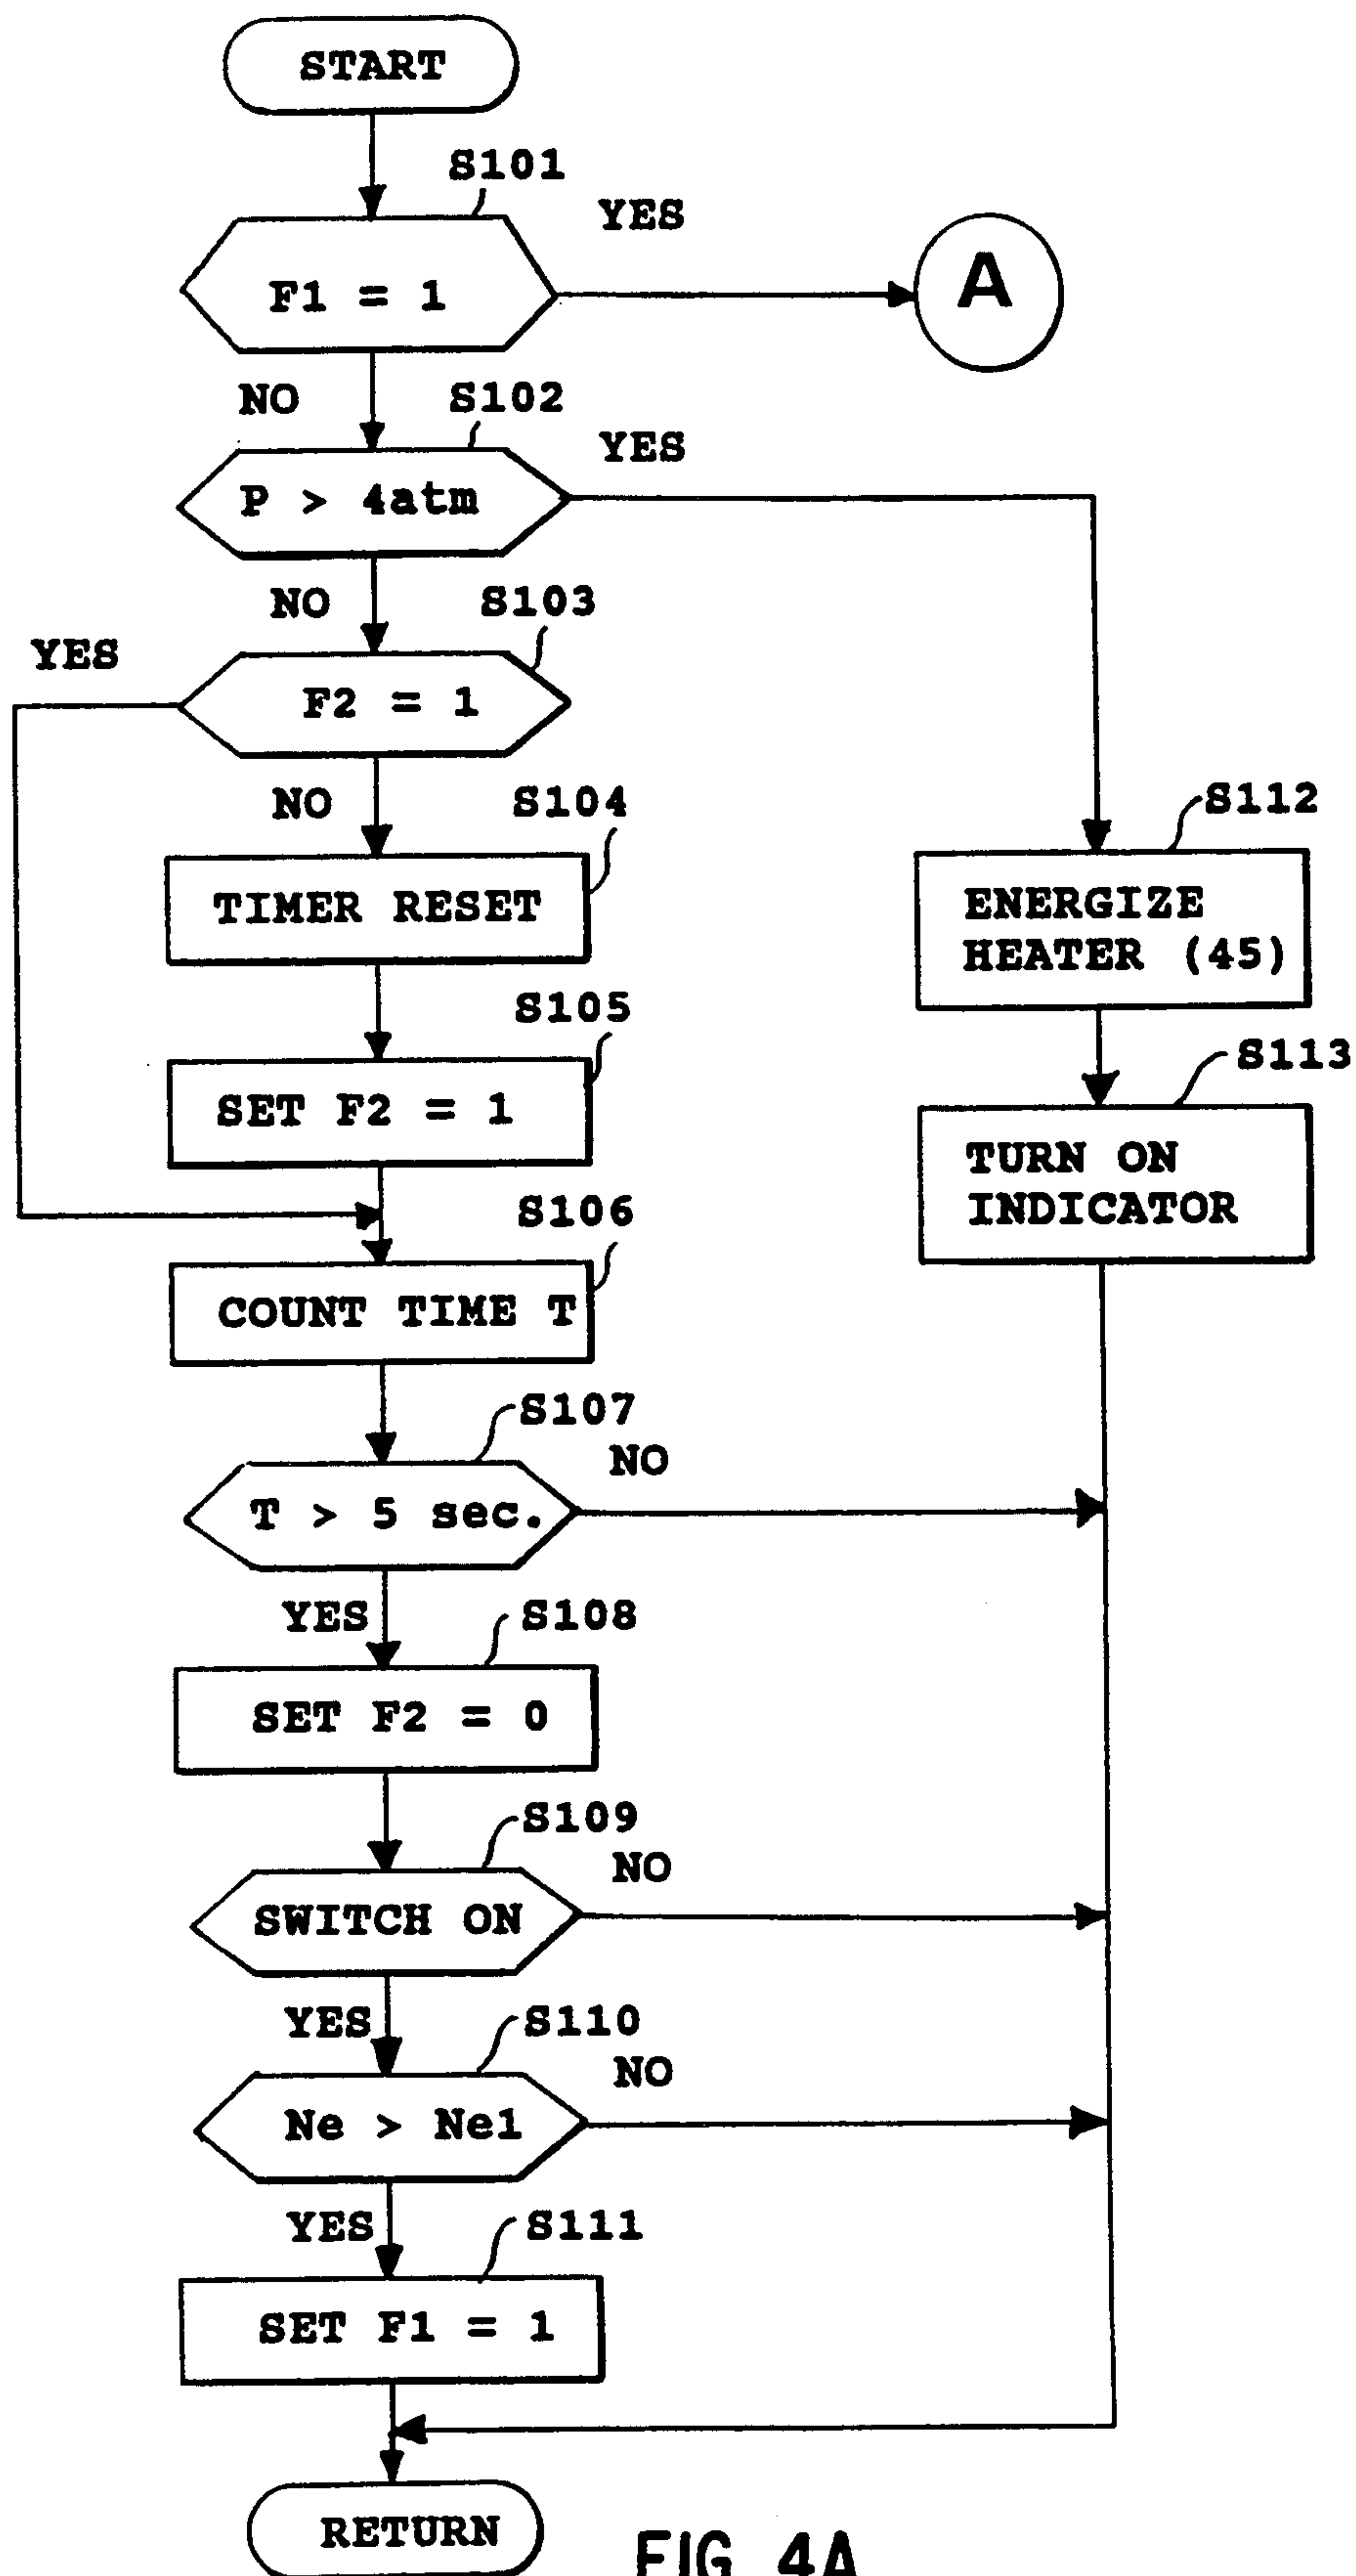 START
S101
YES
F1 = 1
A
NO
S102
YES
P > 4atm
NO
S103
YES
F2 = 1
NO
S104
TIMER RESET
S112
ENERGIZE
HEATER (45)
S105
SET F2 = 1
S113
TURN ON
INDICATOR
S106
COUNT TIME T
S107
NO
T > 5 sec.
YES
S108
SET F2 = 0
S109
NO
SWITCH ON
YES
S110
NO
Ne > Ne1
YES
S111
SET F1 = 1
RETURN
FIG 4A